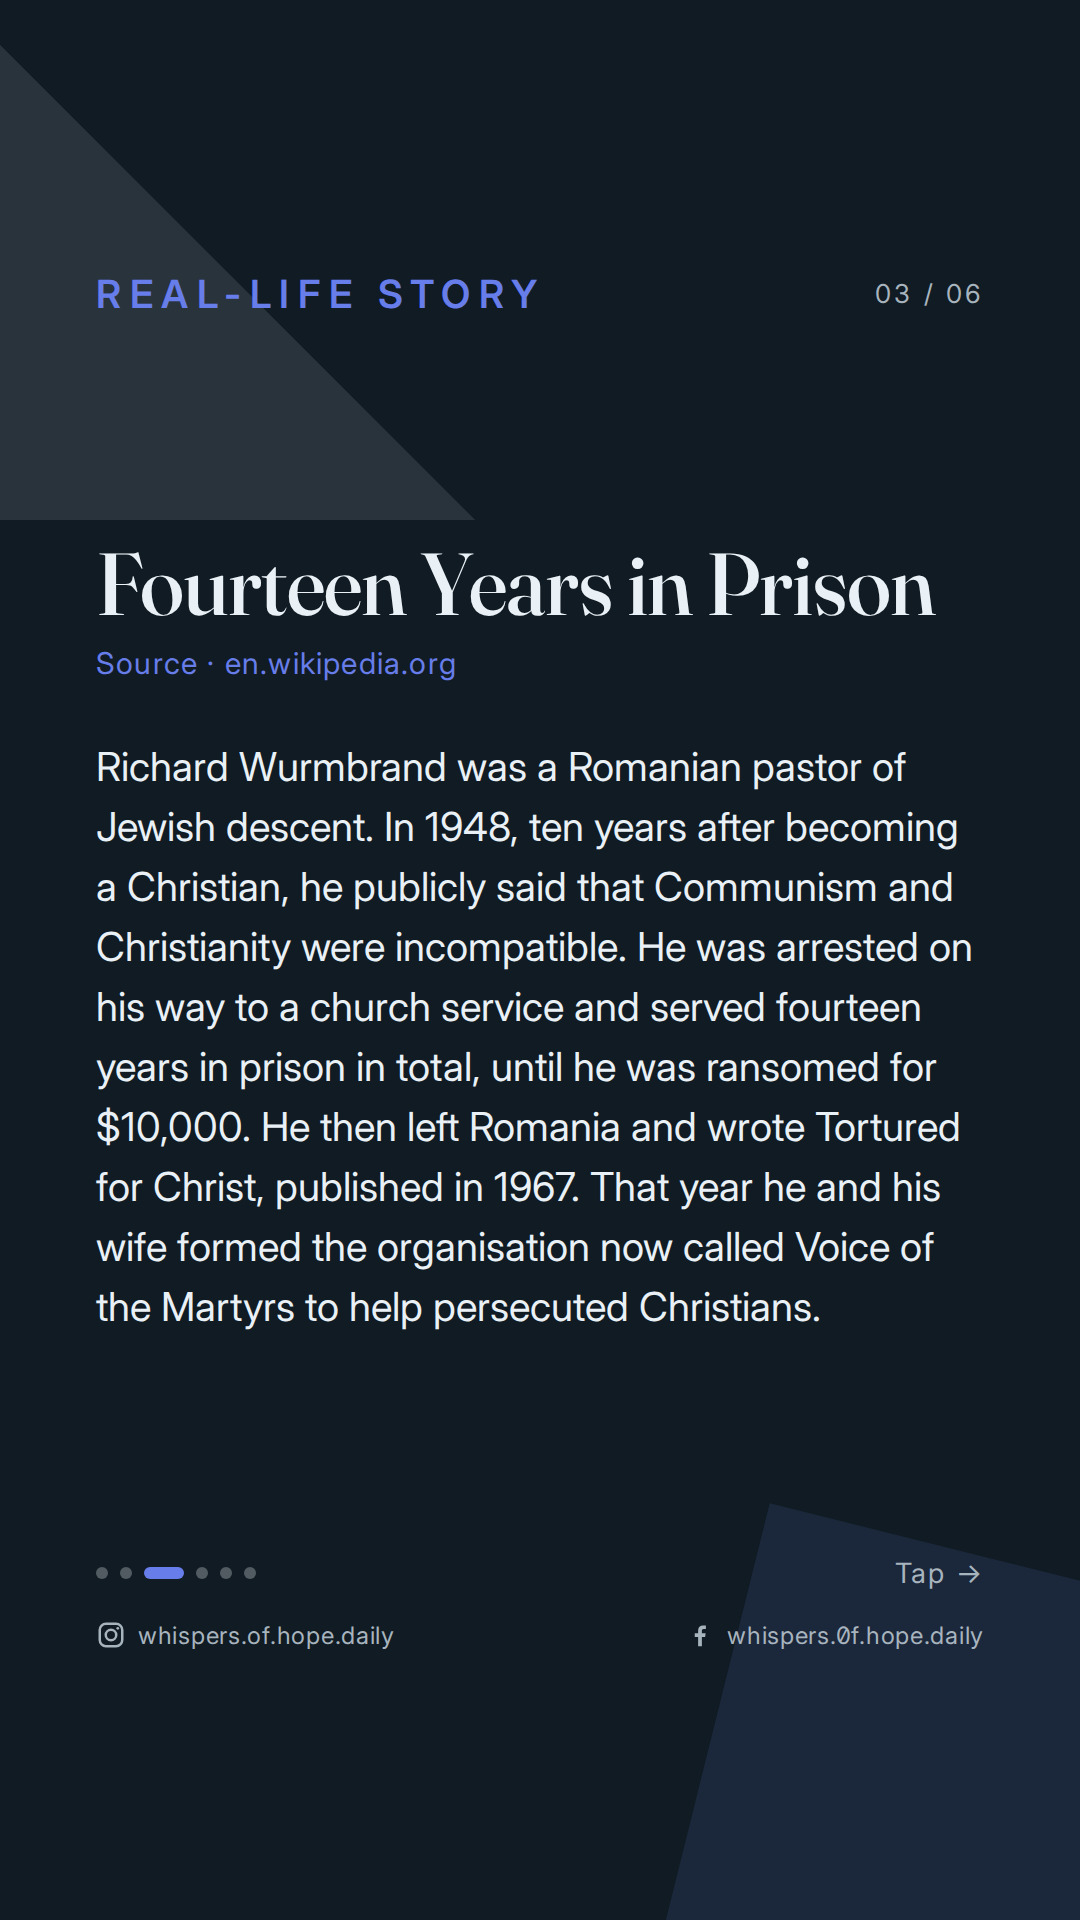 REAL-LIFE STORY
03 / 06
Fourteen Years in Prison
Source · en.wikipedia.org
Richard Wurmbrand was a Romanian pastor of
Jewish descent. In 1948, ten years after becoming
a Christian, he publicly said that Communism and
Christianity were incompatible. He was arrested on
his way to a church service and served fourteen
years in prison in total, until he was ransomed for
$10,000. He then left Romania and wrote Tortured
for Christ, published in 1967. That year he and his
wife formed the organisation now called Voice of
the Martyrs to help persecuted Christians.
Tap →
whispers.of.hope.daily
whispers.0f.hope.daily